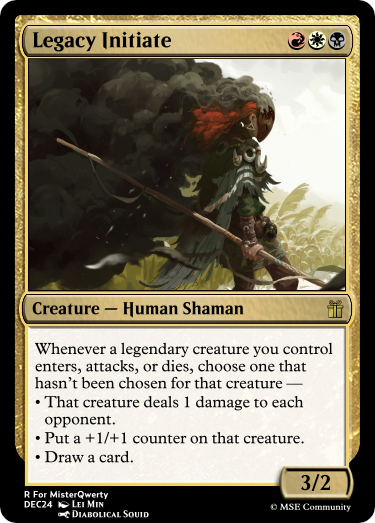 Legacy Initiate
Creature — Human Shaman
Whenever a legendary creature you control
enters, attacks, or dies, choose one that
hasn't been chosen for that creature —
• That creature deals 1 damage to each
opponent.
• Put a +1/+1 counter on that creature.
• Draw a card.
3/2
R For MisterQwerty
DEC24 Lei Min
Diabolical Squid
© MSE Community